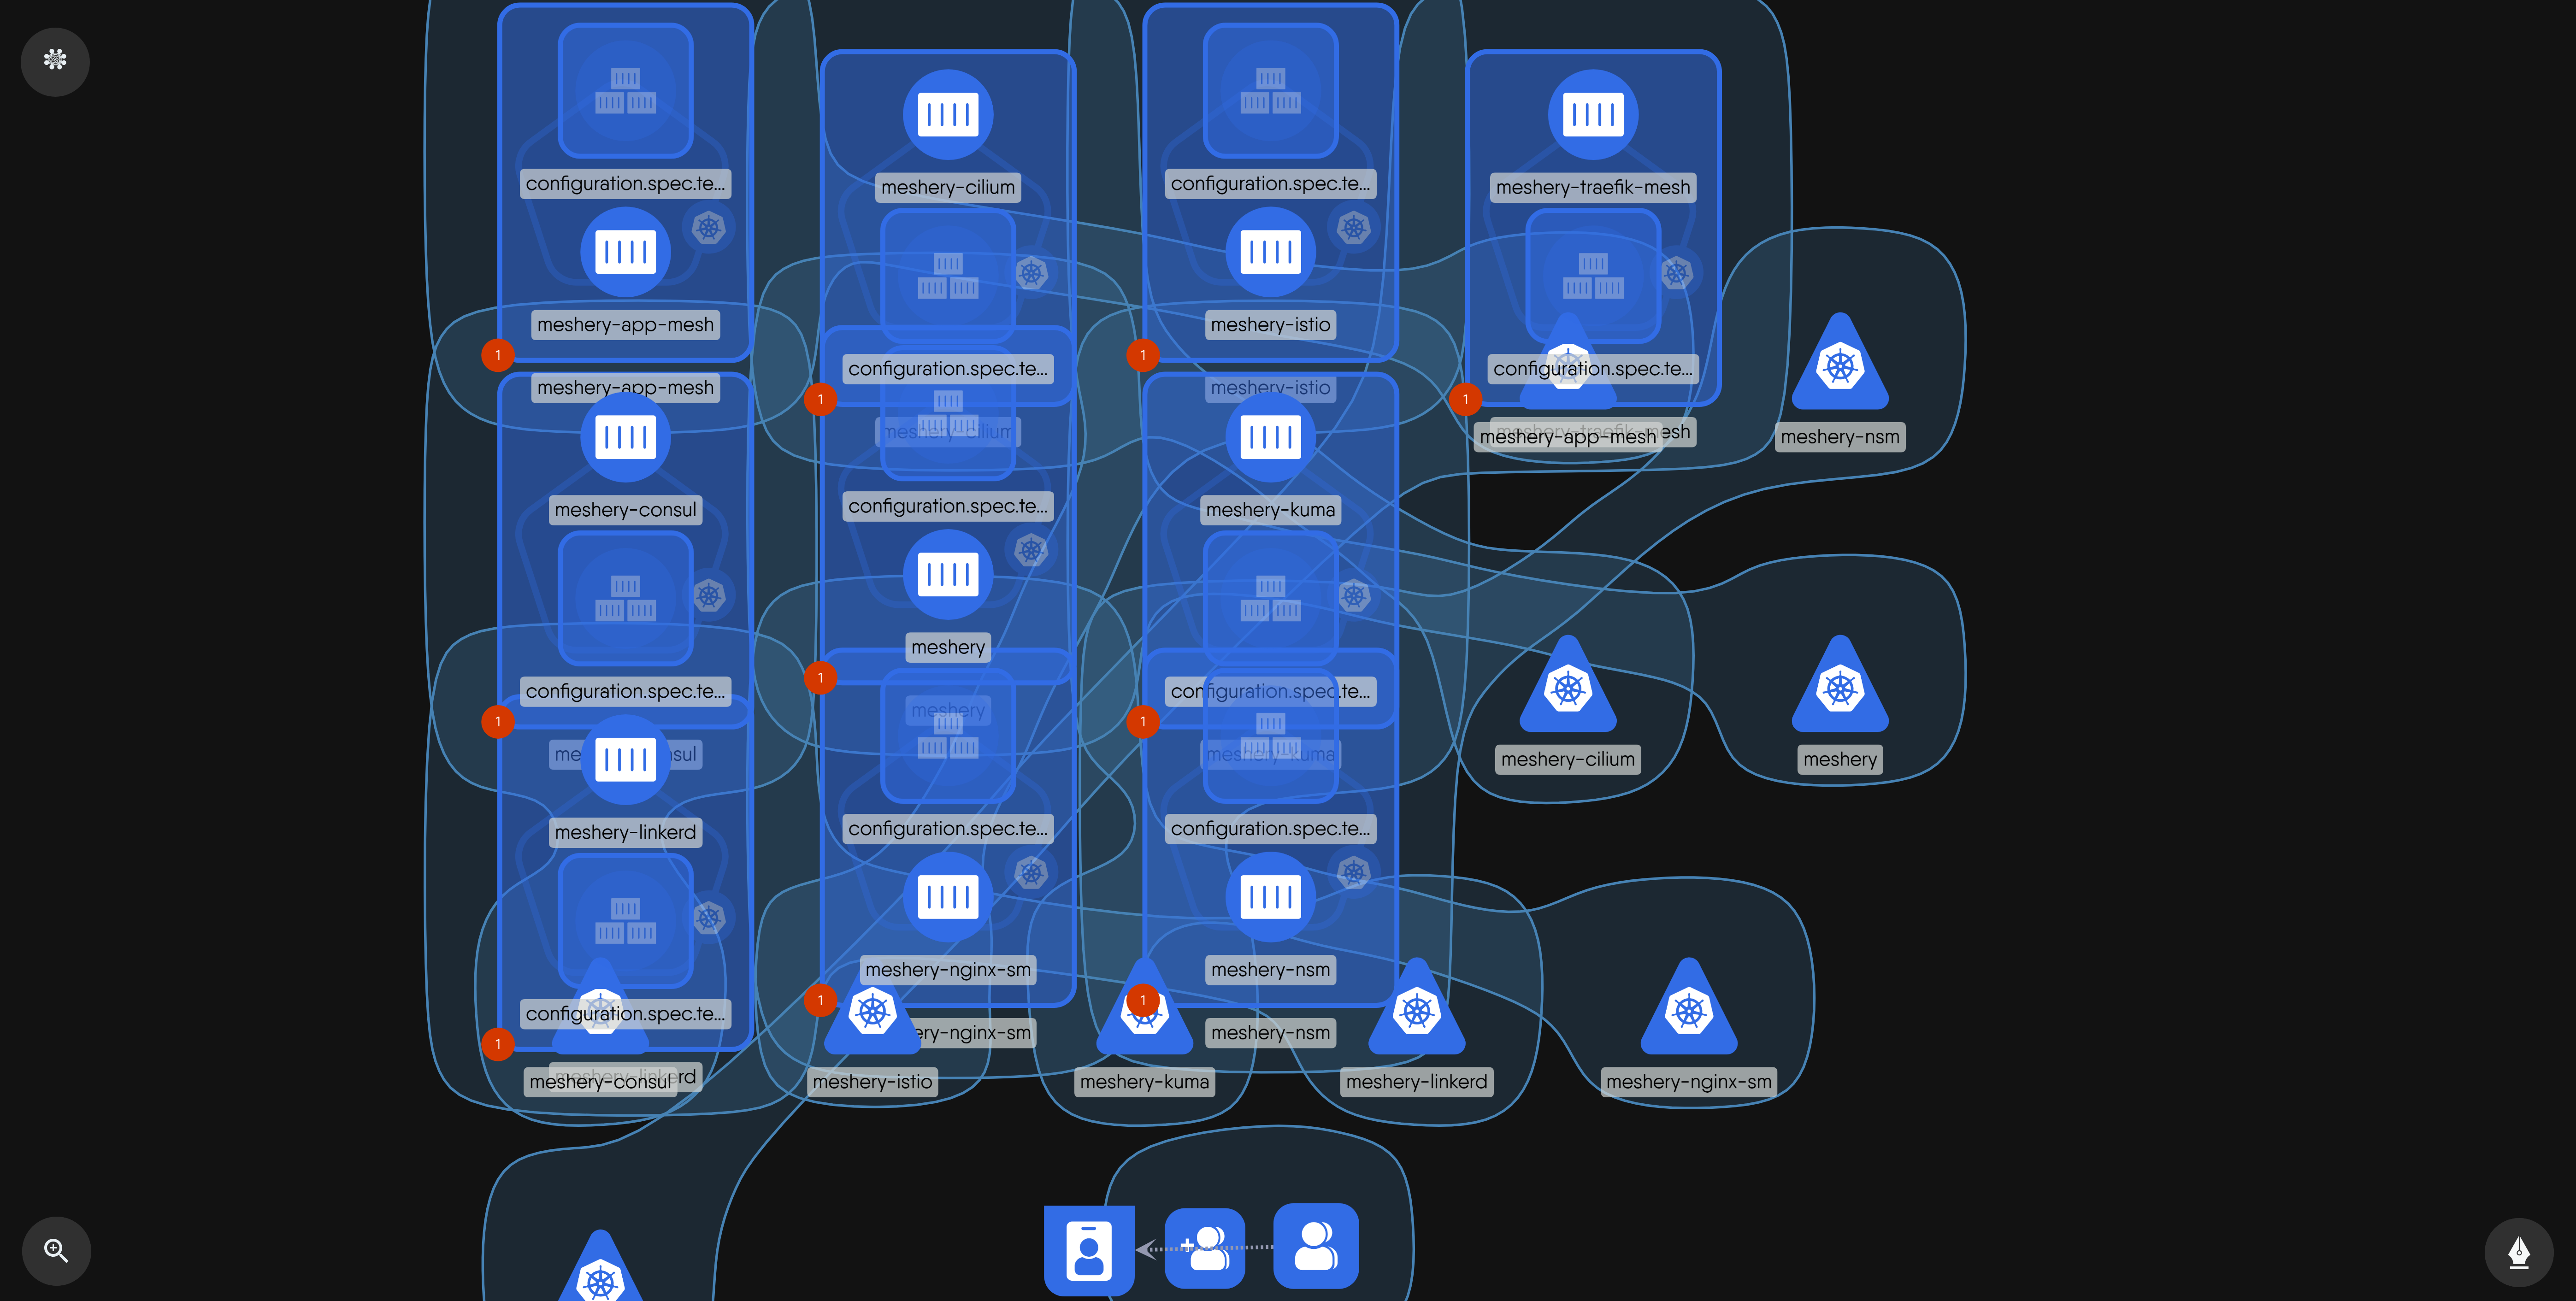 configuration.spec.te...
meshery-cilium
configuration.spec.te...
meshery-traefik-mesh
meshery-app-mesh
meshery-istio
1
1
configuration.spec.te...
configuration.spec.te...
meshery-app-mesh
meshery-istio
1
1
meshery-cilium
meshery-app-mesh
meshery-nsm
configuration.spec.te...
meshery-consul
meshery-kuma
meshery
1
configuration.spec.te...
configuration.spec.te...
meshery
1
1
meshery-kuma
meshery-cilium
meshery
meshery-linkerd
configuration.spec.te...
configuration.spec.te...
meshery-nginx-sm
meshery-nsm
1
1
configuration.spec.te...
ery-nginx-sm
meshery-nsm
1
meshery-consul
meshery-istio
meshery-kuma
meshery-linkerd
meshery-nginx-sm